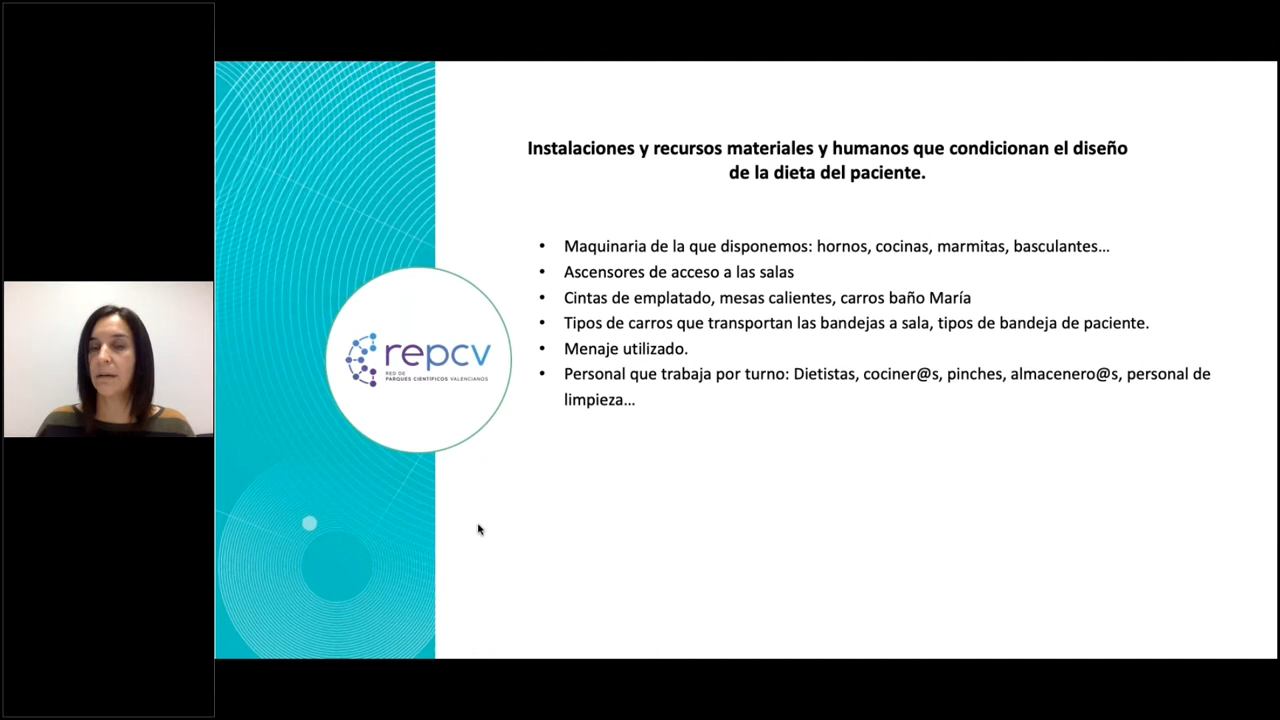 Instalaciones y recursos materiales y humanos que condicionan el diseño
de la dieta del paciente.
• Maquinaria de la que disponemos: hornos, cocinas, marmitas, basculantes…
• Ascensores de acceso a las salas
• Cintas de emplatado, mesas calientes, carros baño María
• Tipos de carros que transportan las bandejas a sala, tipos de bandeja de paciente.
• Menaje utilizado.
• Personal que trabaja por turno: Dietistas, cociner@s, pinches, almacenero@s, personal de
limpieza…
repcv
RED DE
PARQUES CIENTÍFICOS VALENCIANOS